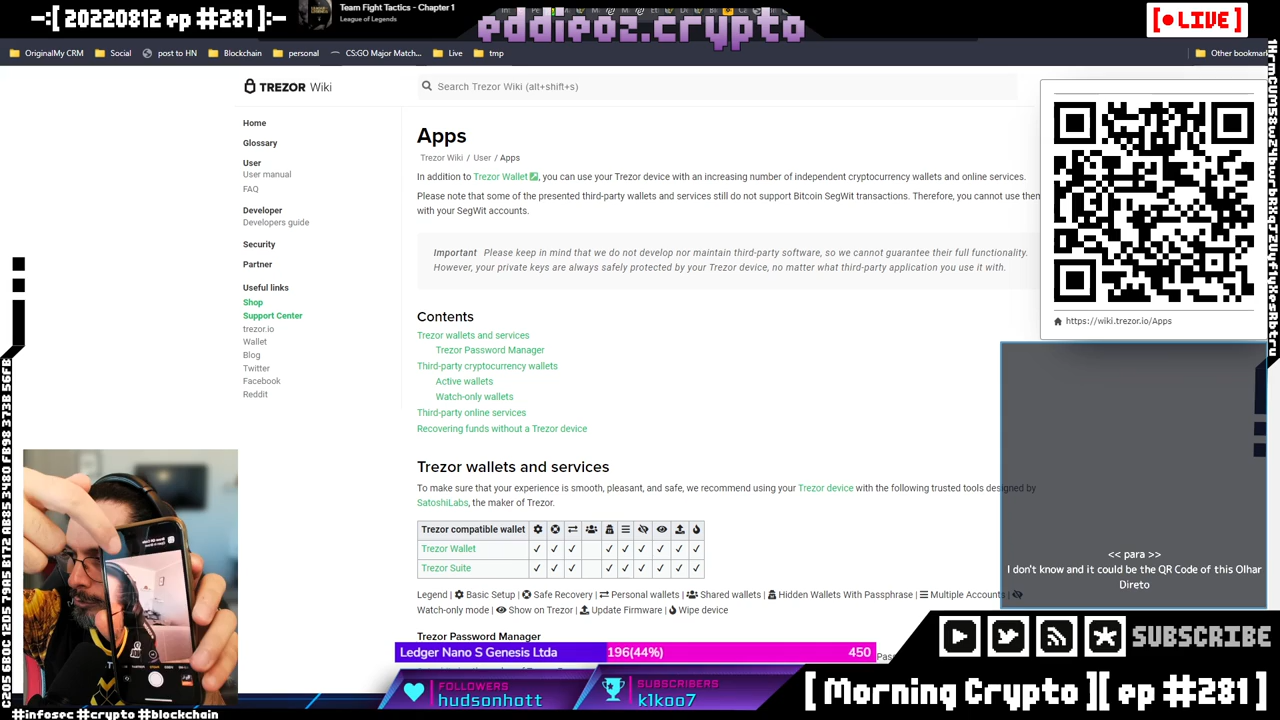 -:[ 20220812 ep #281]:-
Team Fight Tactics - Chapter 1
League of Legends
eddieoz.crypto
[● LIVE]
OriginalMy CRM
Social
post to HN
Blockchain
personal
CS:GO Major Match...
Live
tmp
Other bookmar
TREZOR Wiki
Search Trezor Wiki (alt+shift+s)
Home
Glossary
User
User manual
FAQ
Developer
Developers guide
Security
Partner
Useful links
Shop
Support Center
trezor.io
Wallet
Blog
Twitter
Facebook
Reddit
Apps
Trezor Wiki / User / Apps
In addition to Trezor Wallet, you can use your Trezor device with an increasing number of independent cryptocurrency wallets and online services.
Please note that some of the presented third-party wallets and services still do not support Bitcoin SegWit transactions. Therefore, you cannot use them
with your SegWit accounts.
Important Please keep in mind that we do not develop nor maintain third-party software, so we cannot guarantee their full functionality.
However, your private keys are always safely protected by your Trezor device, no matter what third-party application you use it with.
Contents
Trezor wallets and services
Trezor Password Manager
Third-party cryptocurrency wallets
Active wallets
Watch-only wallets
Third-party online services
Recovering funds without a Trezor device
Trezor wallets and services
To make sure that your experience is smooth, pleasant, and safe, we recommend using your Trezor device with the following trusted tools designed by
SatoshiLabs, the maker of Trezor.
Trezor compatible wallet
Trezor Wallet ✓ ✓ ✓ ✓ ✓ ✓ ✓ ✓ ✓
Trezor Suite ✓ ✓ ✓ ✓ ✓ ✓ ✓ ✓ ✓
Legend | Basic Setup | Safe Recovery | Personal wallets | Shared wallets | Hidden Wallets With Passphrase | Multiple Accounts
Watch-only mode | Show on Trezor | Update Firmware | Wipe device
Trezor Password Manager
https://wiki.trezor.io/Apps
<< para >>
I don't know and it could be the QR Code of this Olhar
Direto
Ledger Nano S Genesis Ltda
196(44%)
450
FOLLOWERS
hudsonhott
SUBSCRIBERS
k1koo7
SUBSCRIBE
[ Morning Crypto ][ ep #281 ]
#infosec #crypto #blockchain